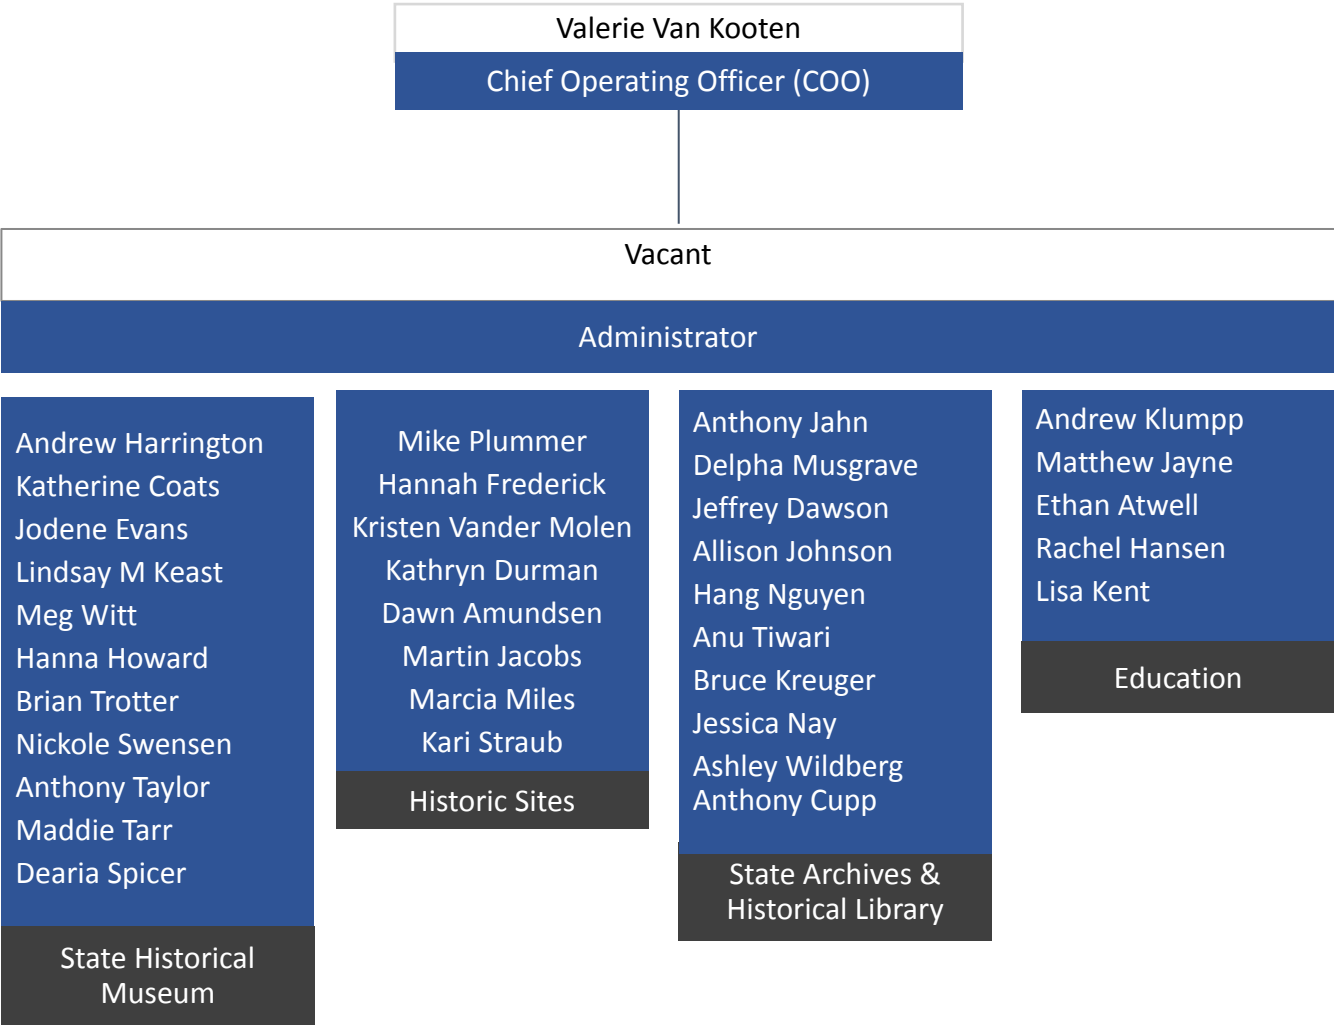 Valerie Van Kooten
Chief Operating Officer (COO)
Vacant
Administrator
Andrew Harrington
Katherine Coats
Jodene Evans
Lindsay M Keast
Meg Witt
Hanna Howard
Brian Trotter
Nickole Swensen
Anthony Taylor
Maddie Tarr
Dearia Spicer
State Historical
Museum
Mike Plummer
Hannah Frederick
Kristen Vander Molen
Kathryn Durman
Dawn Amundsen
Martin Jacobs
Marcia Miles
Kari Straub
Historic Sites
Anthony Jahn
Delpha Musgrave
Jeffrey Dawson
Allison Johnson
Hang Nguyen
Anu Tiwari
Bruce Kreuger
Jessica Nay
Ashley Wildberg
Anthony Cupp
State Archives &
Historical Library
Andrew Klumpp
Matthew Jayne
Ethan Atwell
Rachel Hansen
Lisa Kent
Education